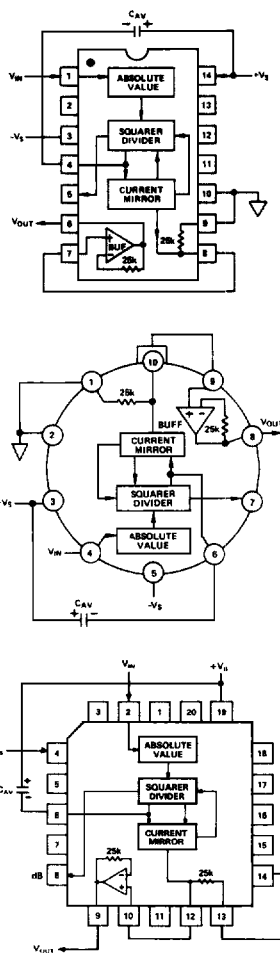 CAV
VIN
1
ABSOLUTE VALUE
14
+VS
2
13
-VS
3
SQUARER DIVIDER
12
4
11
5
CURRENT MIRROR
10
VOUT
6
BUF
25k
25k
9
7
8
10
1
25k
9
2
BUFF
25k
8
VOUT
CURRENT MIRROR
3
SQUARER DIVIDER
7
VIN
4
ABSOLUTE VALUE
6
5
CAV
-VS
VIN
3
2
1
20
19
4
ABSOLUTE VALUE
18
CAV
5
SQUARER DIVIDER
17
6
16
7
CURRENT MIRROR
15
dB
8
25k
25k
14
9
10
11
12
13
VOUT